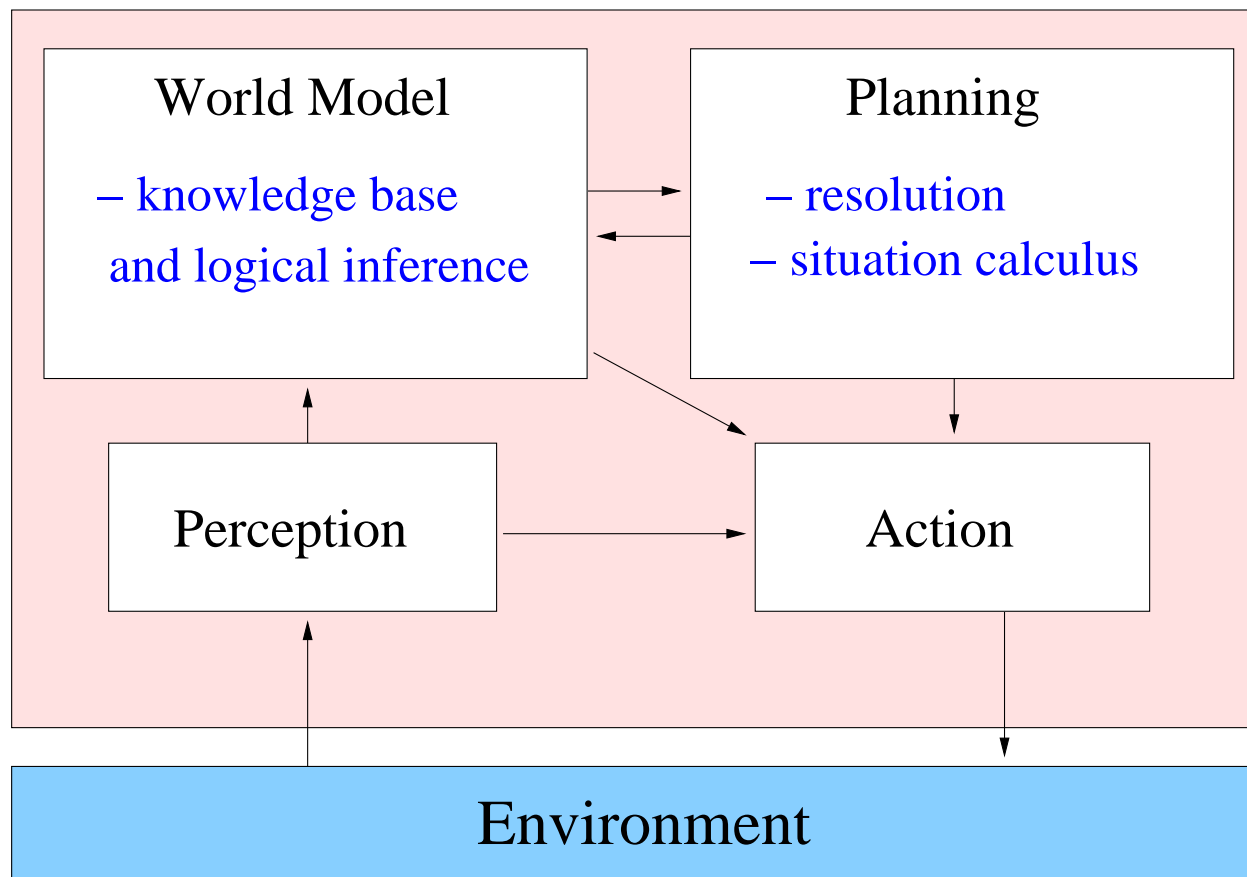 World Model
– knowledge base
and logical inference
Planning
– resolution
– situation calculus
Perception
Action
Environment